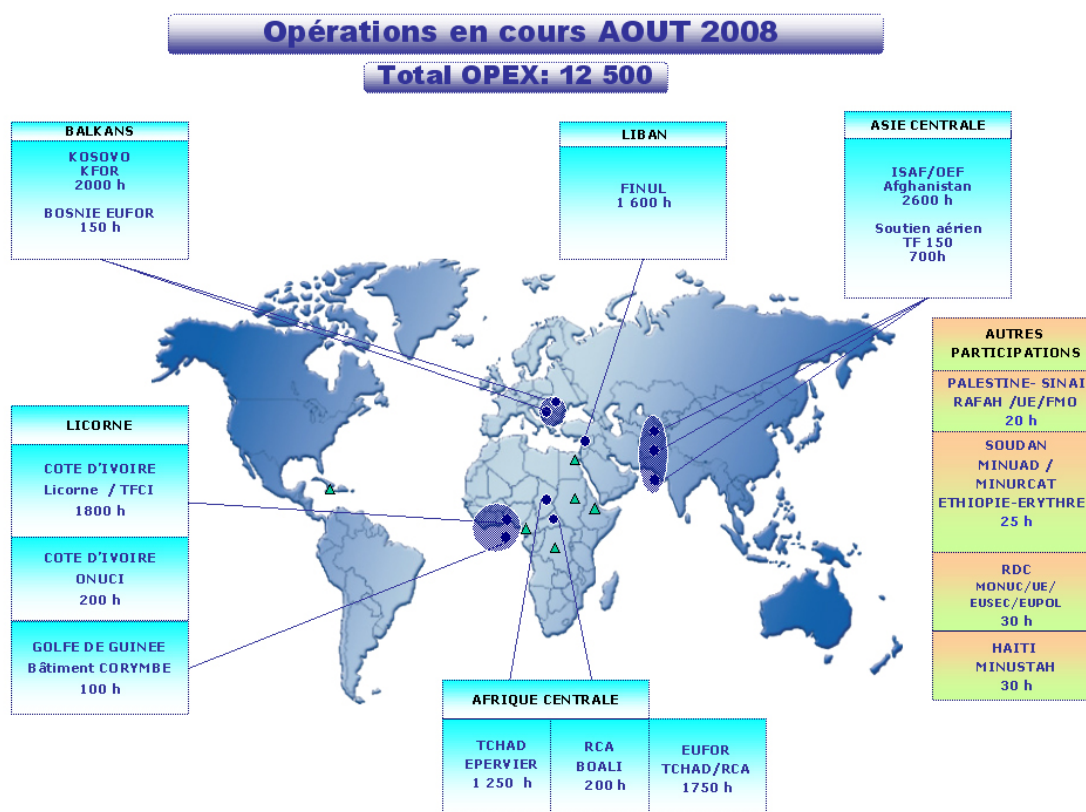 Opérations en cours AOUT 2008
Total OPEX: 12 500
BALKANS
KOSOVO
KFOR
2000 h
BOSNIE EUFOR
150 h
LIBAN
FINUL
1 600 h
ASIE CENTRALE
ISAF/OEF
Afghanistan
2600 h
Soutien aérien
TF 150
700h
AUTRES
PARTICIPATIONS
PALESTINE- SINAI
RAFAH /UE/FMO
20 h
SOUDAN
MINUAD /
MINURCAT
ETHIOPIE-ERYTHRE
25 h
RDC
MONUC/UE/
EUSEC/EUPOL
30 h
HAITI
MINUSTAH
30 h
LICORNE
COTE D'IVOIRE
Licorne / TFCI
1800 h
COTE D'IVOIRE
ONUCI
200 h
GOLFE DE GUINEE
Bâtiment CORYMBE
100 h
AFRIQUE CENTRALE
TCHAD
EPERVIER
1 250 h
RCA
BOALI
200 h
EUFOR
TCHAD/RCA
1750 h